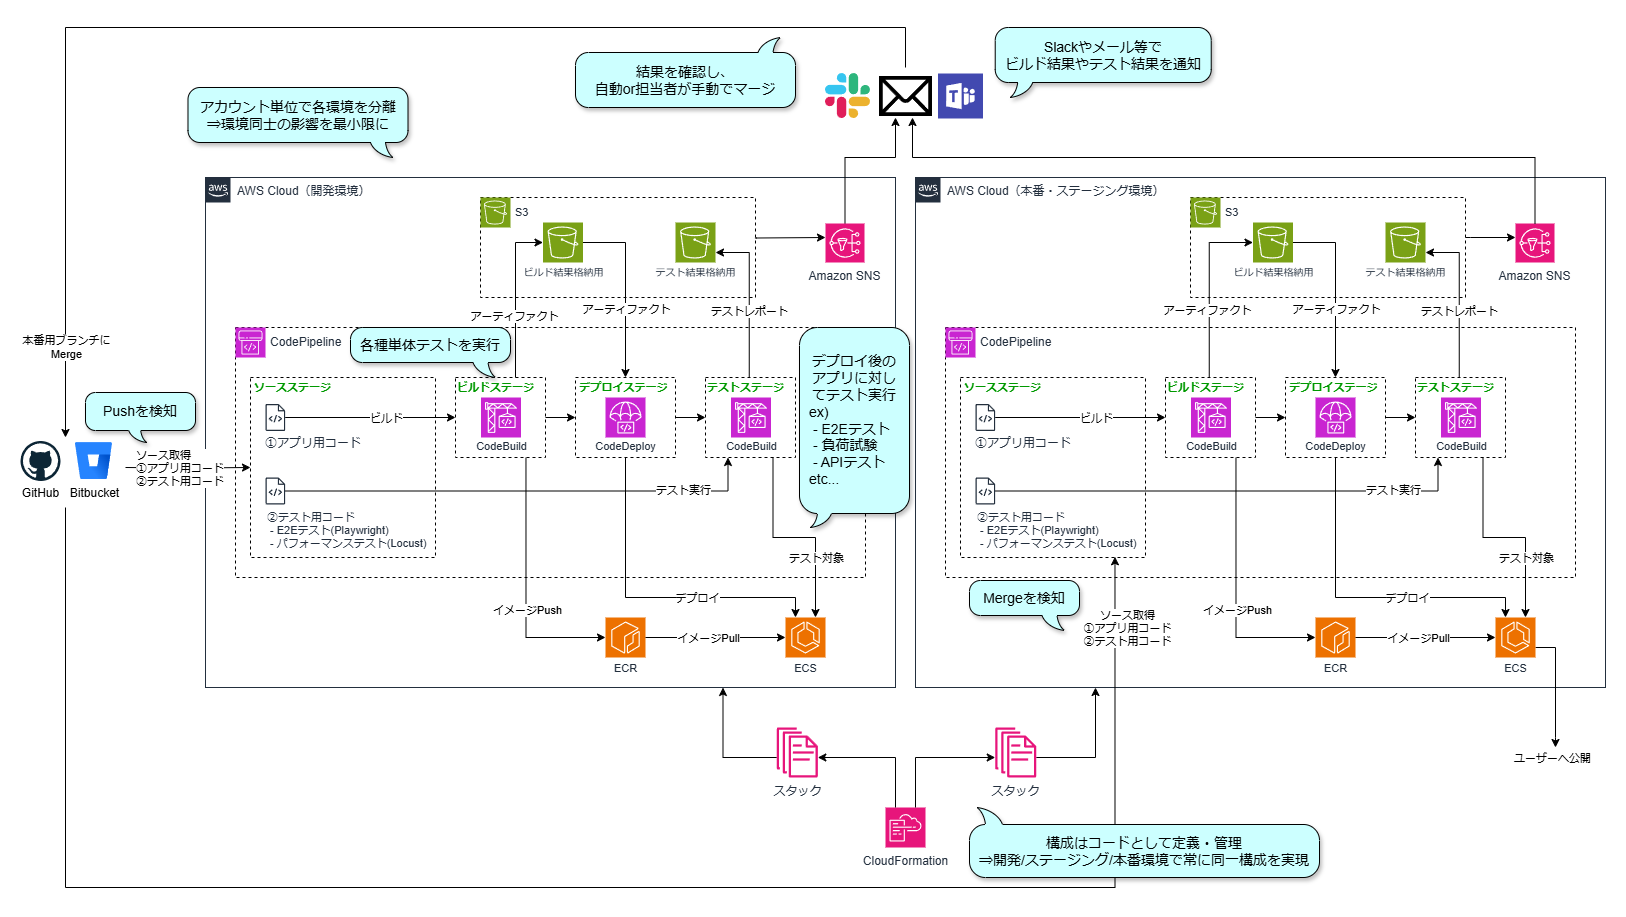 Slackやメール等で
ビルド結果やテスト結果を通知
結果を確認し、
自動or担当者が手動でマージ
アカウント単位で各環境を分離
⇒環境同士の影響を最小限に
aws
AWS Cloud（開発環境）
S3
ビルド結果格納用
テスト結果格納用
Amazon SNS
アーティファクト
アーティファクト
テストレポート
CodePipeline
各種単体テストを実行
ソースステージ
①アプリ用コード
ビルド
ビルドステージ
CodeBuild
デプロイステージ
CodeDeploy
テストステージ
CodeBuild
デプロイ後の
アプリに対し
てテスト実行
ex)
- E2Eテスト
- 負荷試験
- APIテスト
etc...
テスト実行
②テスト用コード
- E2Eテスト(Playwright)
- パフォーマンステスト(Locust)
テスト対象
イメージPush
デプロイ
イメージPull
ECR
ECS
本番用ブランチに
Merge
Pushを検知
GitHub
Bitbucket
ソース取得
①アプリ用コード
②テスト用コード
aws
AWS Cloud（本番・ステージング環境）
S3
ビルド結果格納用
テスト結果格納用
Amazon SNS
アーティファクト
アーティファクト
テストレポート
CodePipeline
ソースステージ
①アプリ用コード
ビルド
ビルドステージ
CodeBuild
デプロイステージ
CodeDeploy
テストステージ
CodeBuild
テスト実行
②テスト用コード
- E2Eテスト(Playwright)
- パフォーマンステスト(Locust)
テスト対象
Mergeを検知
ソース取得
①アプリ用コード
②テスト用コード
イメージPush
デプロイ
イメージPull
ECR
ECS
ユーザーへ公開
スタック
スタック
CloudFormation
構成はコードとして定義・管理
⇒開発/ステージング/本番環境で常に同一構成を実現